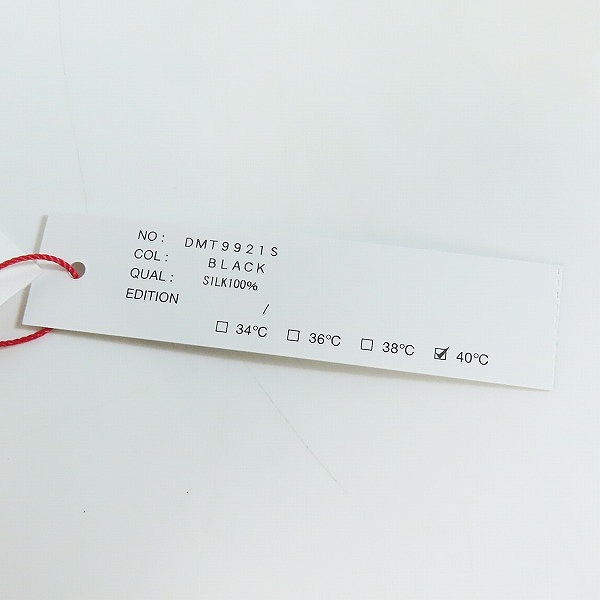 NO: DMT9921S
COL: BLACK
QUAL: SILK100%
EDITION /
☐ 34℃ ☐ 36℃ ☐ 38℃ ☑ 40℃